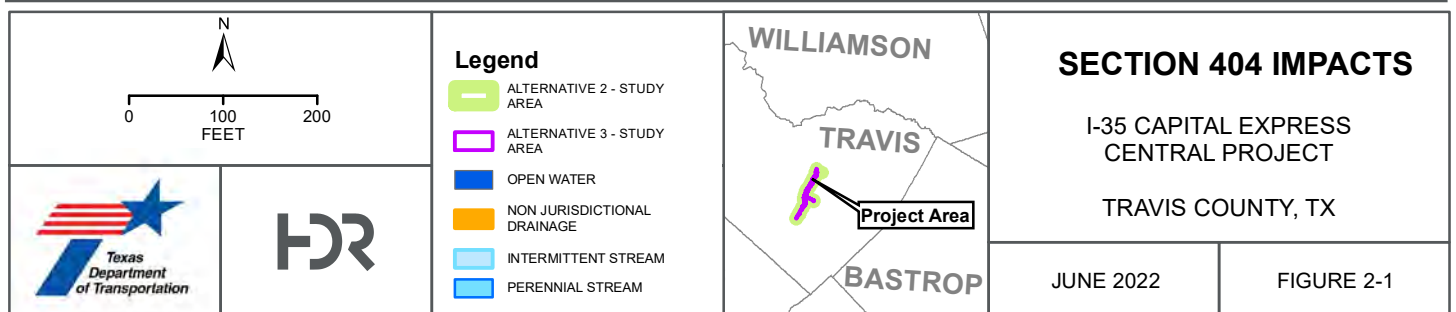 N
0 100 200
FEET
Texas
Department
of Transportation
HDR
Legend
ALTERNATIVE 2 - STUDY
AREA
ALTERNATIVE 3 - STUDY
AREA
OPEN WATER
NON JURISDICTIONAL
DRAINAGE
INTERMITTENT STREAM
PERENNIAL STREAM
WILLIAMSON
TRAVIS
Project Area
BASTROP
SECTION 404 IMPACTS
I-35 CAPITAL EXPRESS
CENTRAL PROJECT
TRAVIS COUNTY, TX
JUNE 2022
FIGURE 2-1